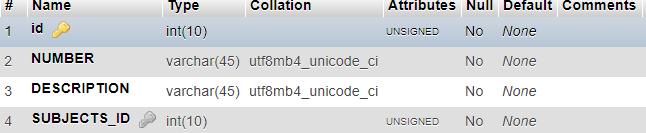 # Name Type Collation Attributes Null Default Comments
1 id int(10) UNSIGNED No None
2 NUMBER varchar(45) utf8mb4_unicode_ci No None
3 DESCRIPTION varchar(45) utf8mb4_unicode_ci No None
4 SUBJECTS_ID int(10) UNSIGNED No None